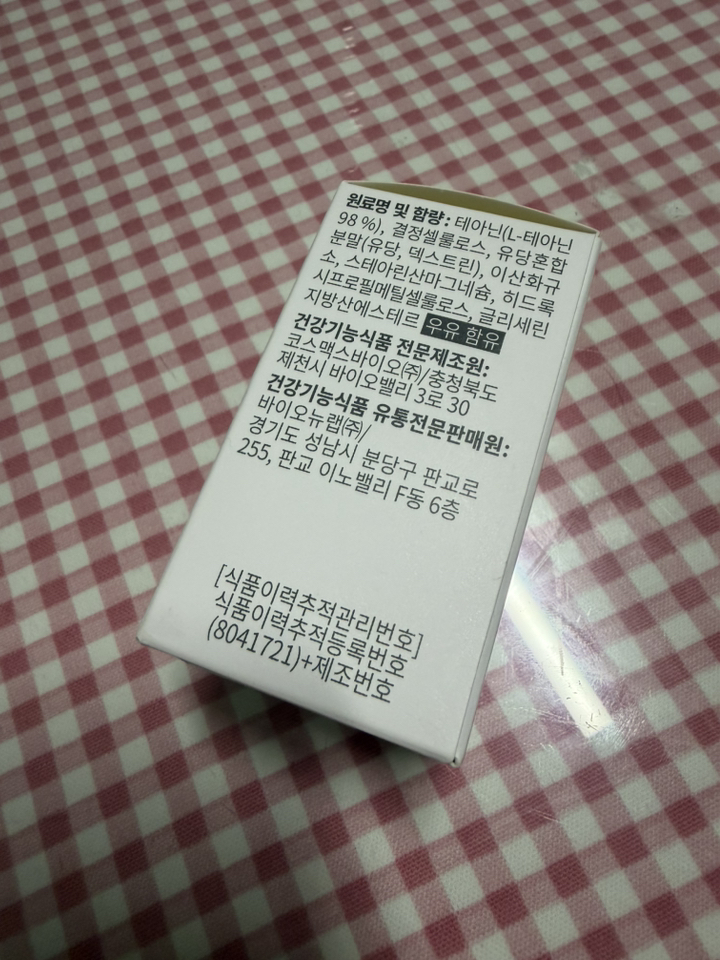 원료명 및 함량 : 테아닌(L-테아닌
98 %), 결정셀룰로스, 유당혼합
분말(유당, 덱스트린), 이산화규
소, 스테아린산마그네슘, 히드록
시프로필메틸셀룰로스, 글리세린
지방산에스테르 우유 함유
건강기능식품 전문제조원:
코스맥스바이오㈜/충청북도
제천시 바이오밸리 3로 30
건강기능식품 유통전문판매원:
바이오뉴랩㈜/
경기도 성남시 분당구 판교로
255, 판교 이노밸리 F동 6층
[식품이력추적관리번호]
식품이력추적등록번호
(8041721)+제조번호